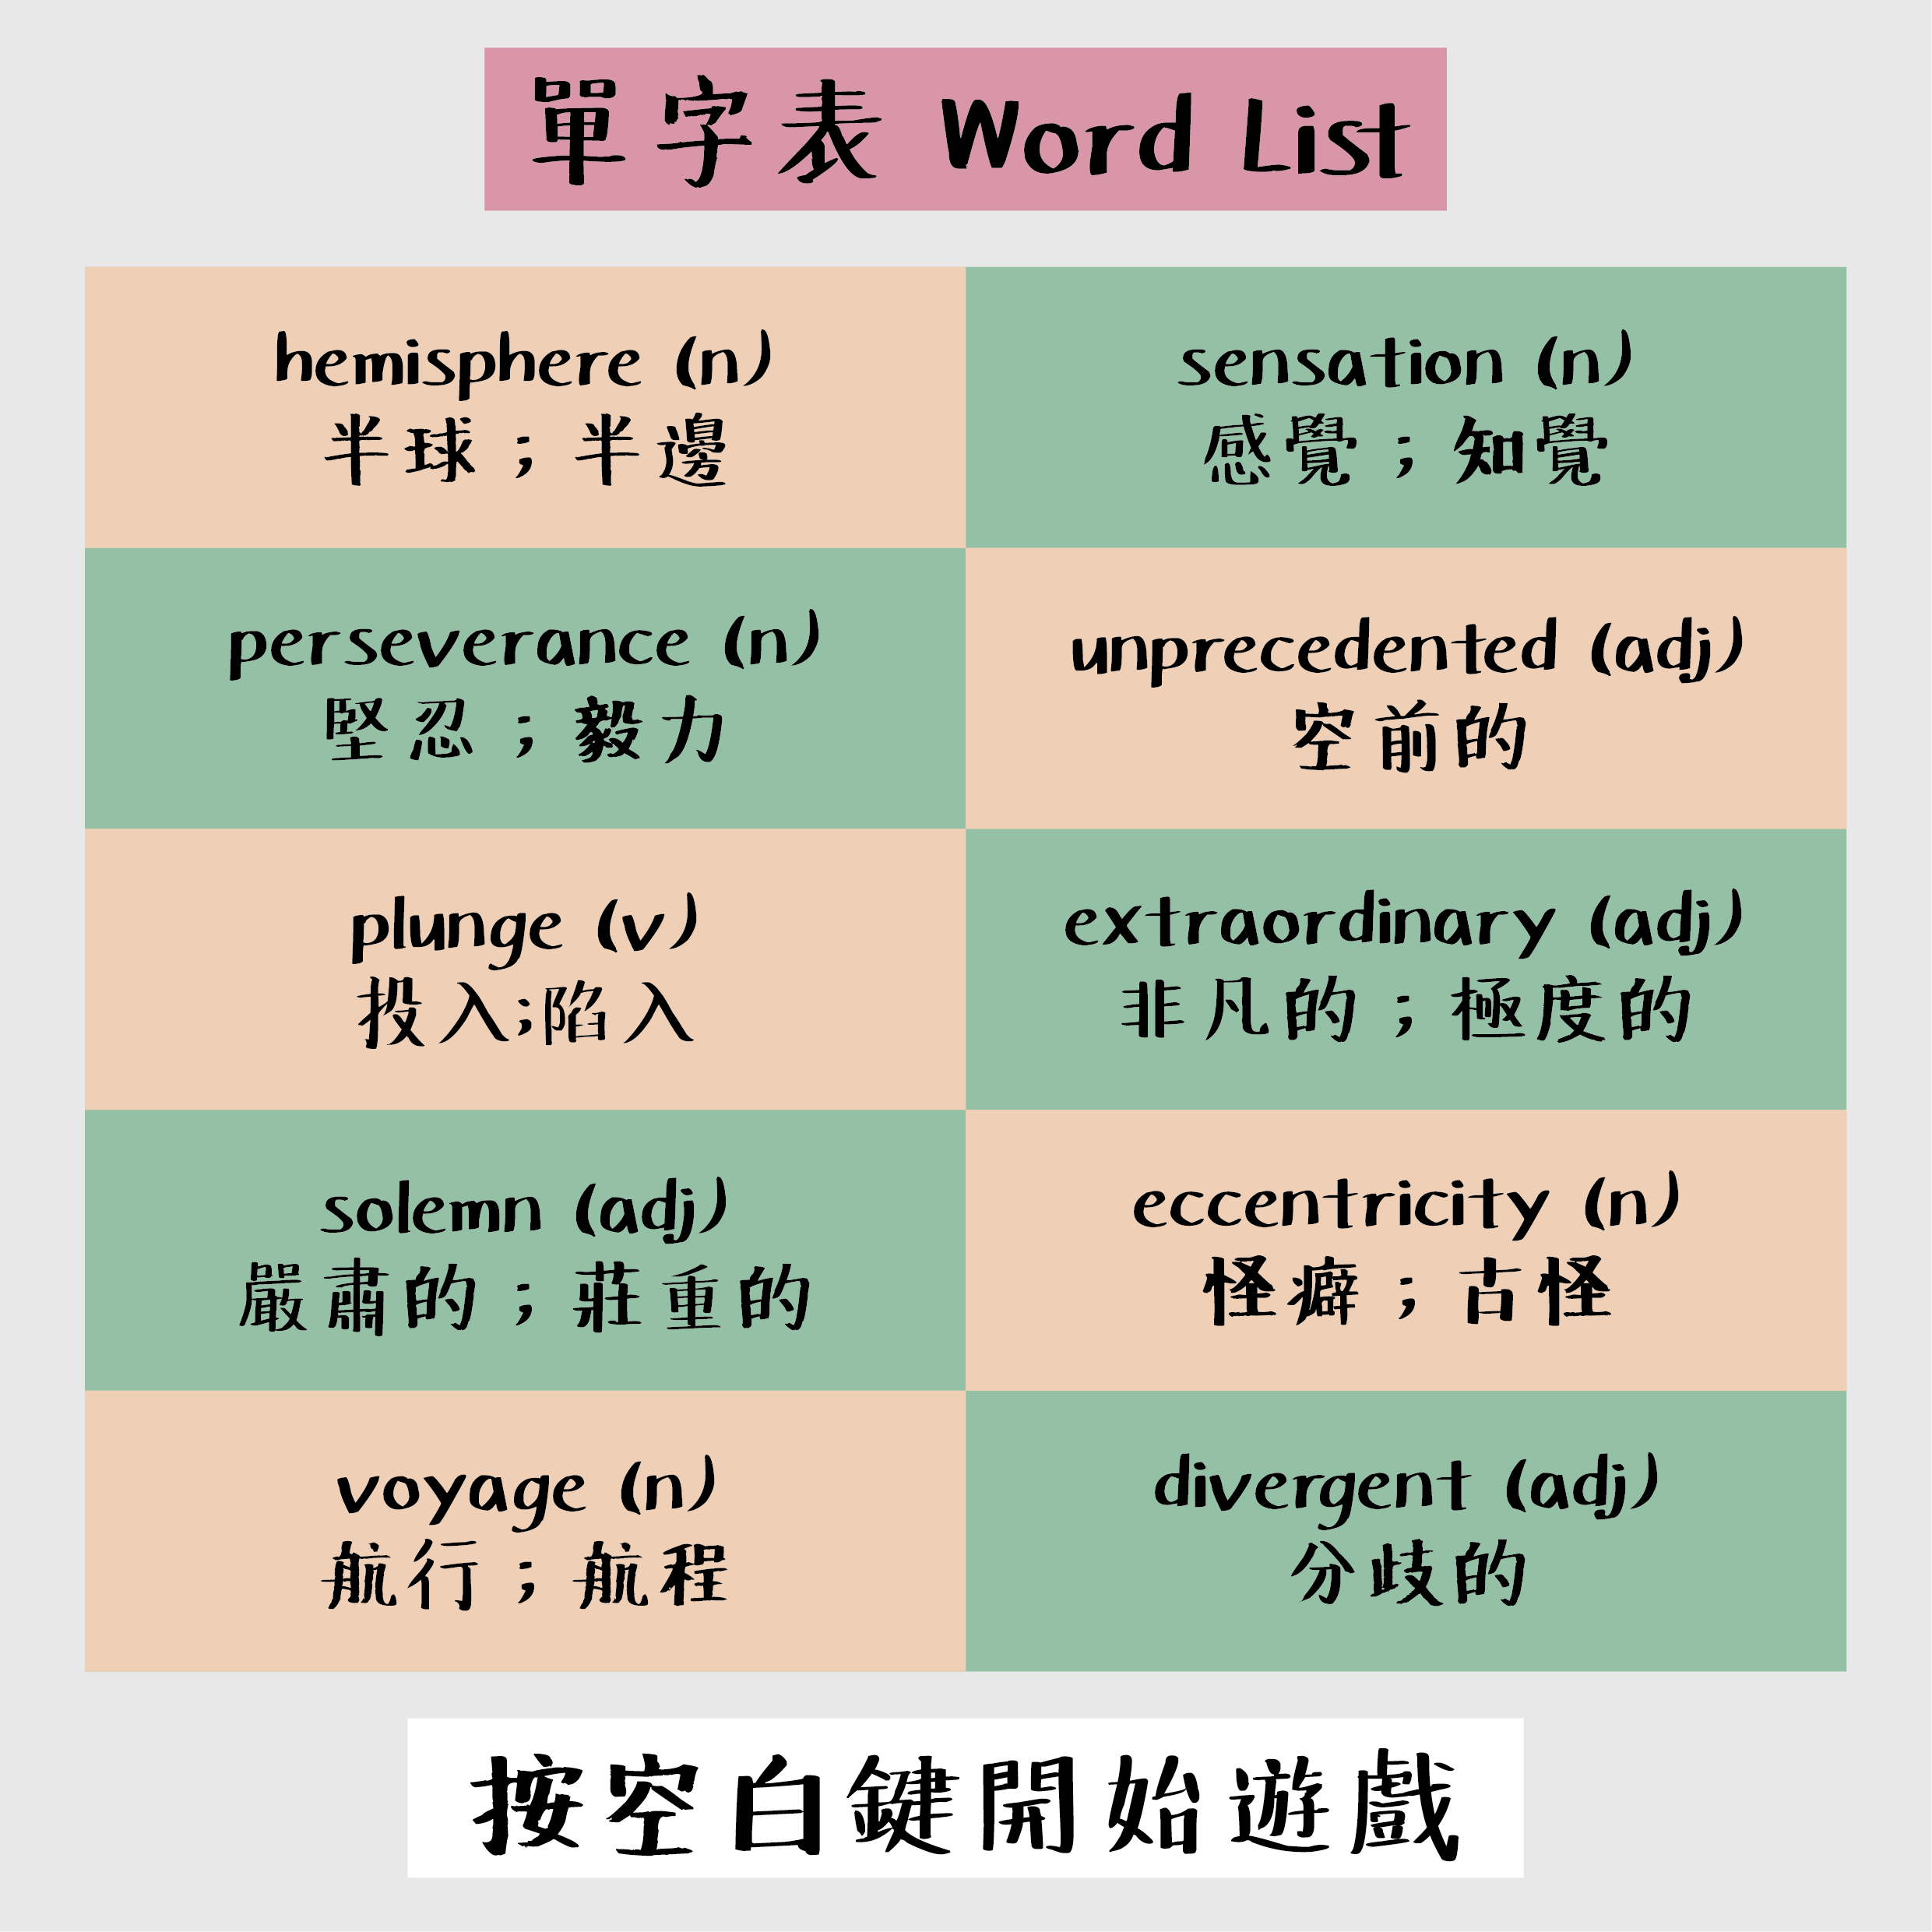 單字表 Word List
hemisphere (n)
半球；半邊
sensation (n)
感覺；知覺
perseverance (n)
堅忍；毅力
unprecedented (adj)
空前的
plunge (v)
投入;陷入
extraordinary (adj)
非凡的；極度的
solemn (adj)
嚴肅的；莊重的
eccentricity (n)
怪癖；古怪
voyage (n)
航行；航程
divergent (adj)
分歧的
按空白鍵開始遊戲